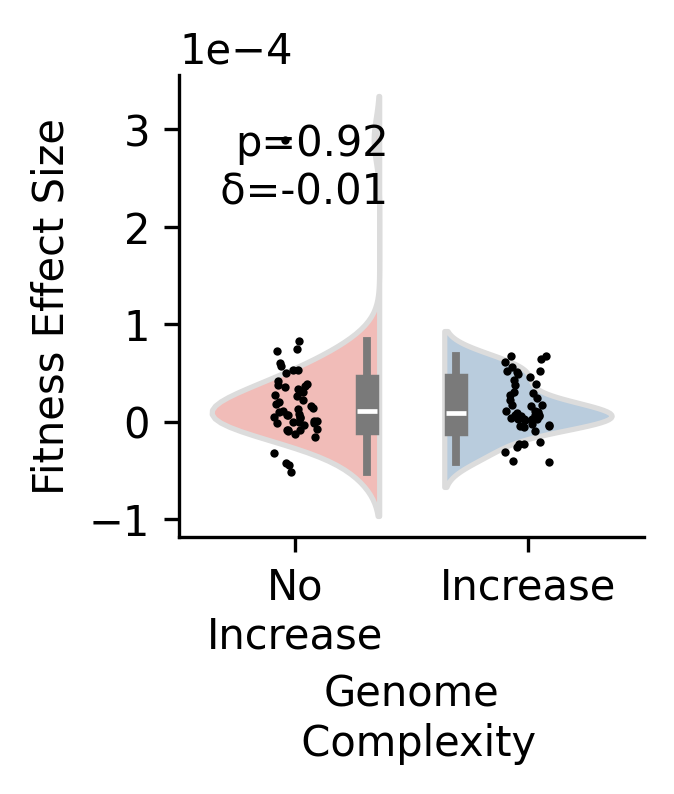 1e−4
Fitness Effect Size
3
2
1
0
−1
p=0.92
δ=-0.01
No
Increase
Increase
Genome
Complexity